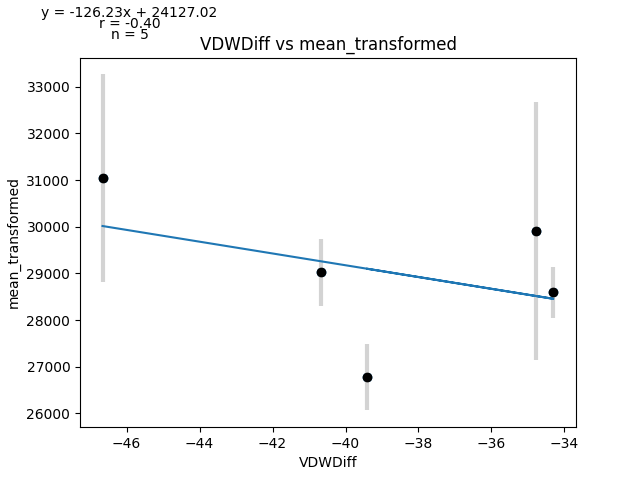 y = -126.23x + 24127.02
r = -0.40
n = 5
VDWDiff vs mean_transformed
mean_transformed
33000
32000
31000
30000
29000
28000
27000
26000
−46
−44
−42
−40
−38
−36
−34
VDWDiff